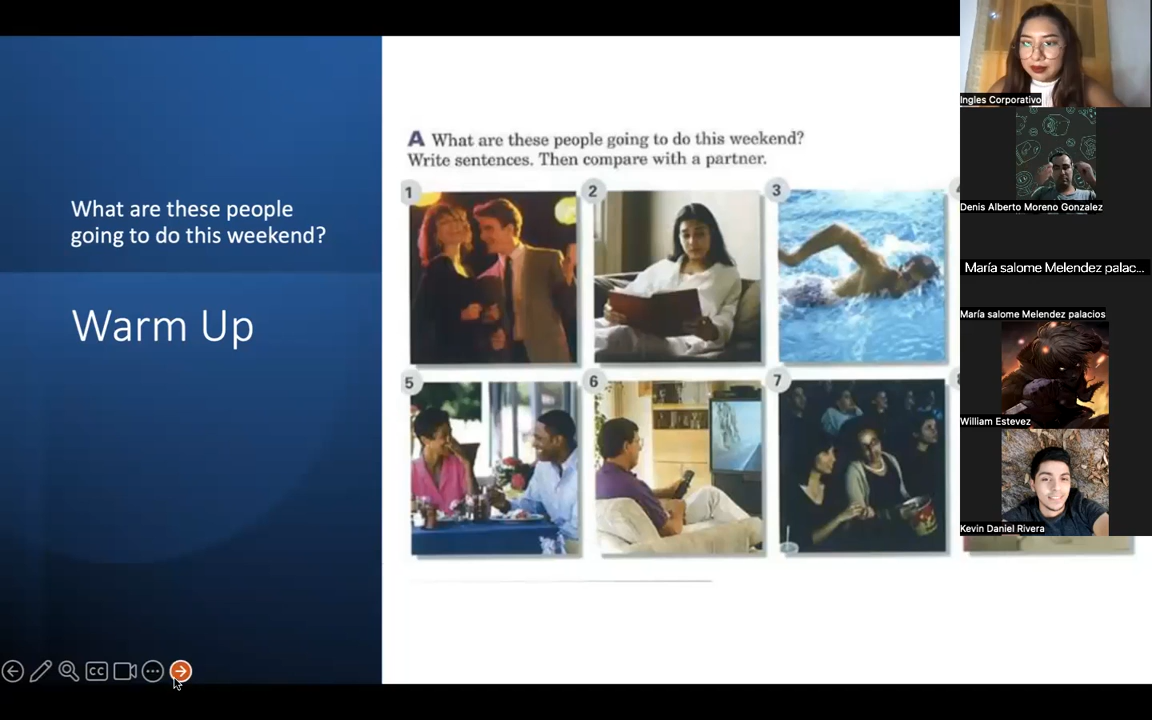 What are these people
going to do this weekend?
Warm Up
A What are these people going to do this weekend?
Write sentences. Then compare with a partner.
1
2
3
5
6
7
CC
Ingles Corporativo
Denis Alberto Moreno Gonzalez
María salome Melendez palac...
María salome Melendez palacios
William Estevez
Kevin Daniel Rivera